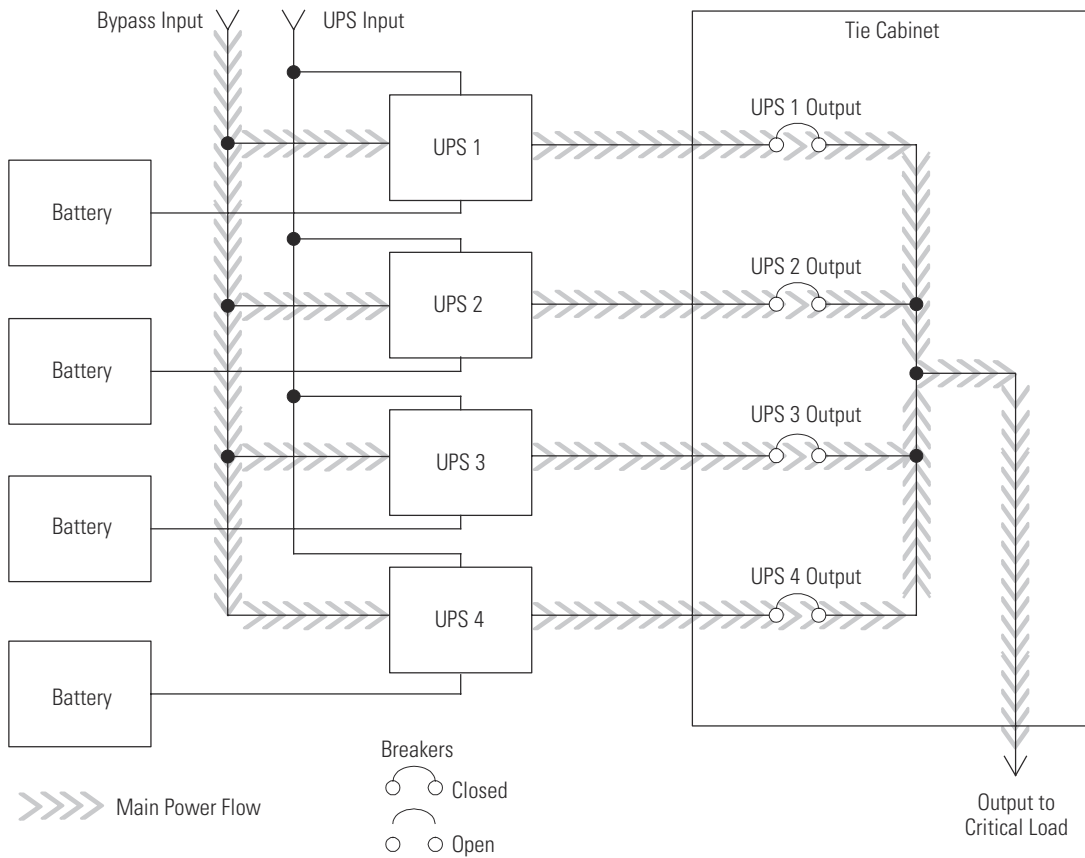 Bypass Input
UPS Input
Tie Cabinet
UPS 1 Output
UPS 1
Battery
UPS 2 Output
UPS 2
Battery
UPS 3 Output
UPS 3
Battery
UPS 4 Output
UPS 4
Battery
Breakers
Closed
Open
Main Power Flow
Output to
Critical Load